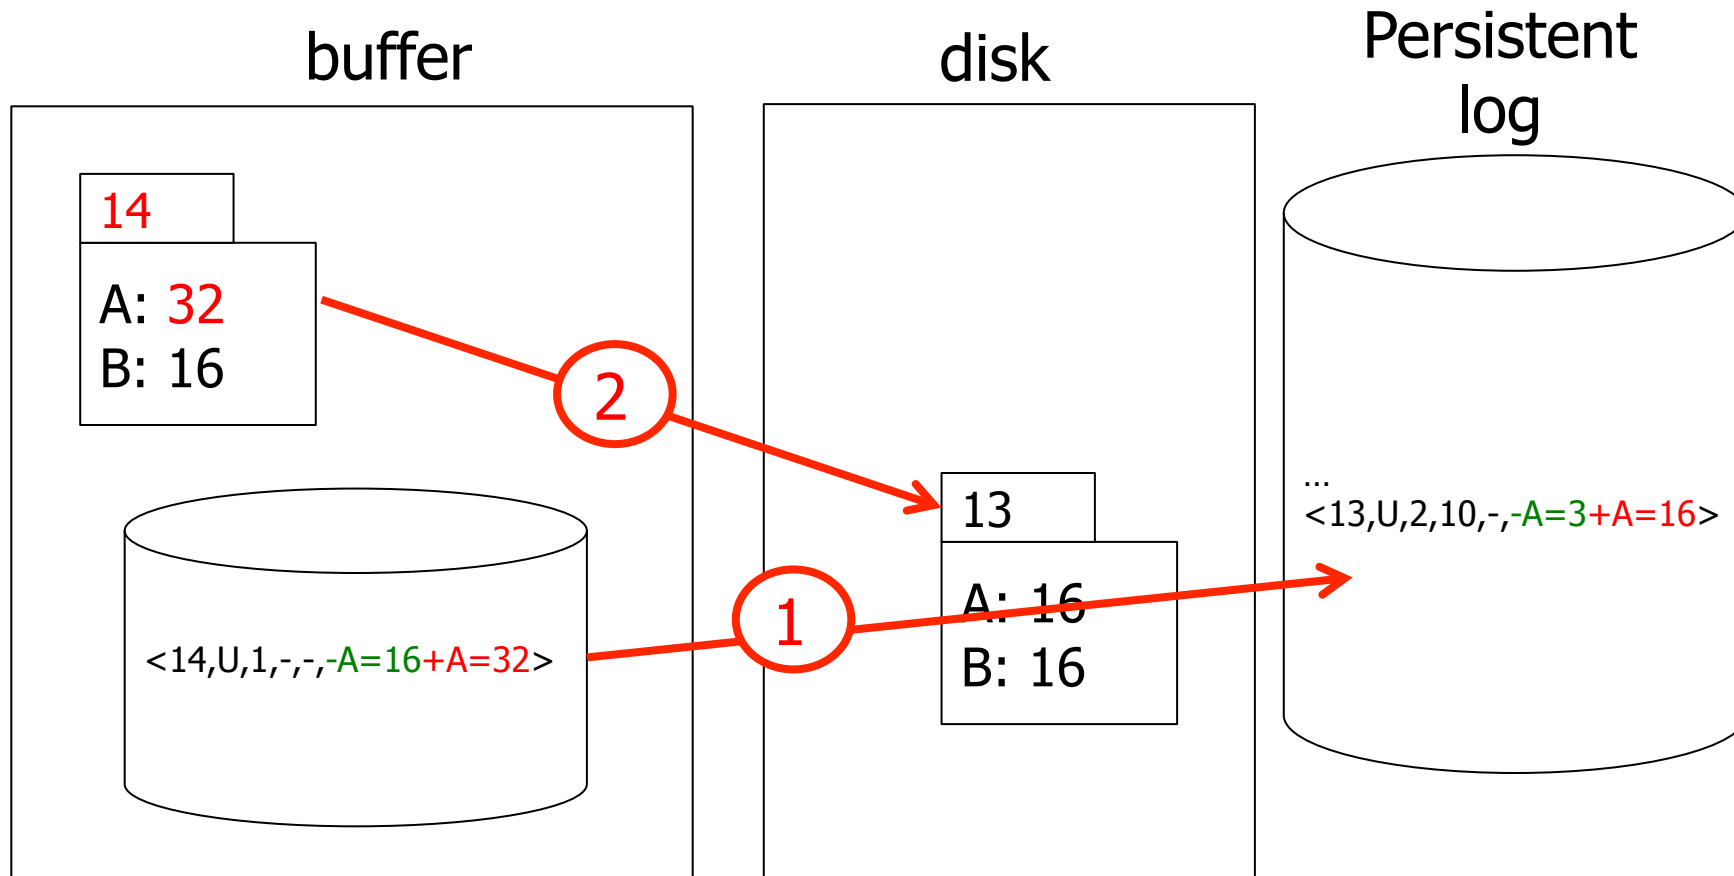 buffer
disk
Persistent
log
14
A: 32
B: 16
2
13
A: 16
B: 16
1
<14,U,1,-,-,-A=16+A=32>
...
<13,U,2,10,-,-A=3+A=16>